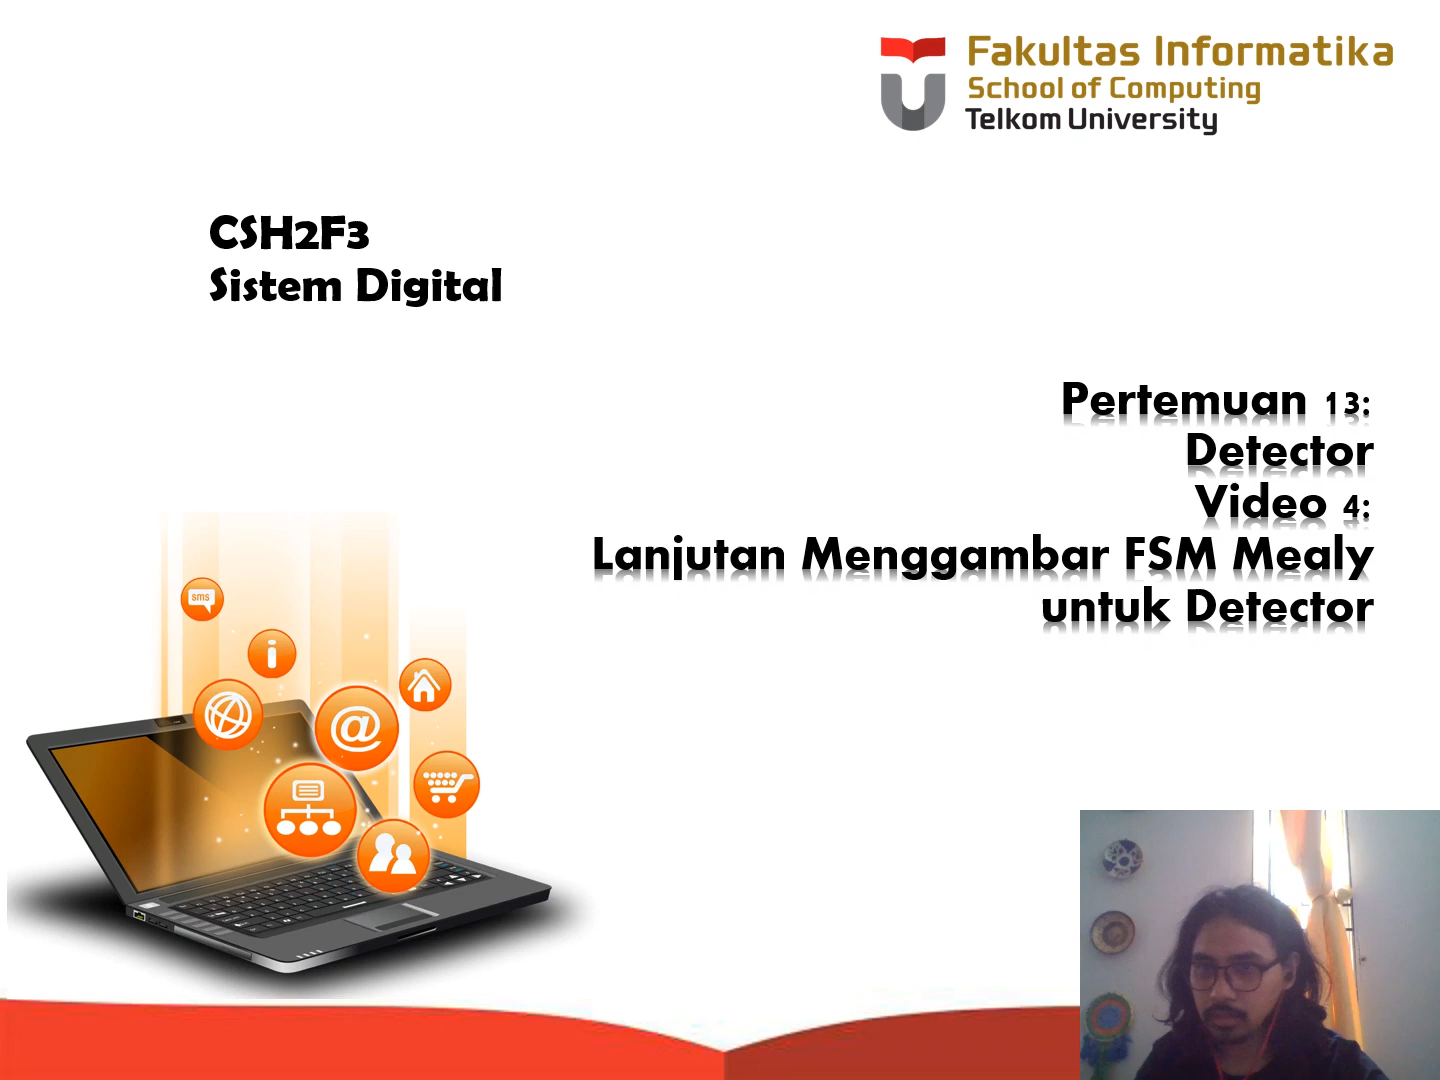 Fakultas Informatika
School of Computing
Telkom University
CSH2F3
Sistem Digital
Pertemuan 13:
Detector
Video 4:
Lanjutan Menggambar FSM Mealy
untuk Detector
sms
i
@